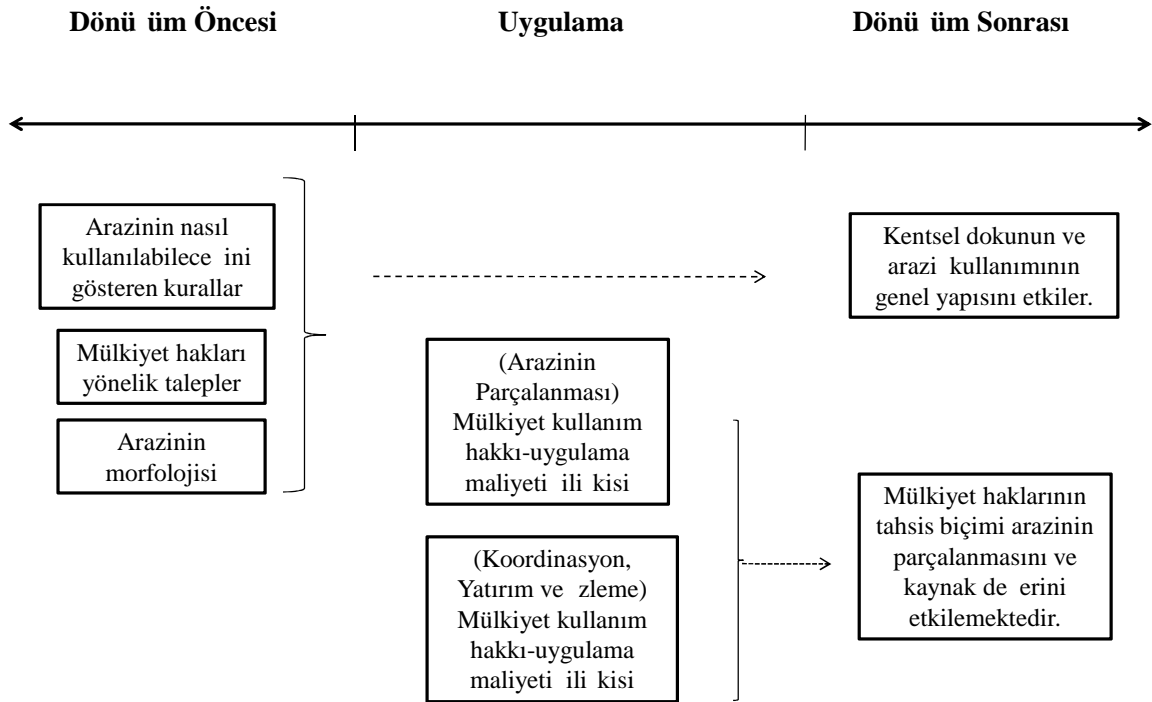 Dönü üm Öncesi
Uygulama
Dönü üm Sonrası
Arazinin nasıl
kullanılabilece ini
gösteren kurallar
Mülkiyet hakları
yönelik talepler
Arazinin
morfolojisi
(Arazinin
Parçalanması)
Mülkiyet kullanım
hakkı-uygulama
maliyeti ili kisi
(Koordinasyon,
Yatırım ve zleme)
Mülkiyet kullanım
hakkı-uygulama
maliyeti ili kisi
Kentsel dokunun ve
arazi kullanımının
genel yapısını etkiler.
Mülkiyet haklarının
tahsis biçimi arazinin
parçalanmasını ve
kaynak de erini
etkilemektedir.